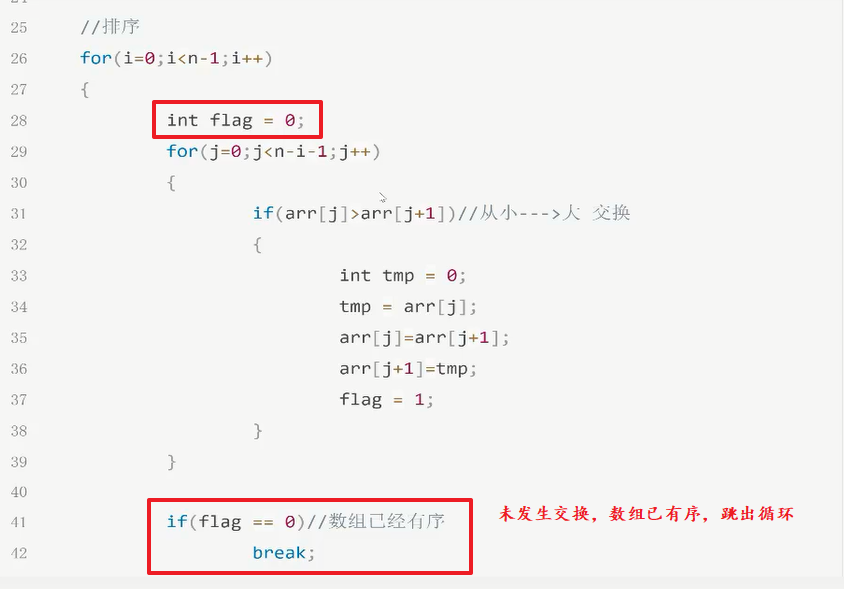 25 //排序
26 for(i=0;i<n-1;i++)
27 {
28 int flag = 0;
29 for(j=0;j<n-i-1;j++)
30 {
31 if(arr[j]>arr[j+1])//从小--->大 交换
32 {
33 int tmp = 0;
34 tmp = arr[j];
35 arr[j]=arr[j+1];
36 arr[j+1]=tmp;
37 flag = 1;
38 }
39 }
40
41 if(flag == 0)//数组已经有序
未发生交换，数组已有序，跳出循环
42 break;